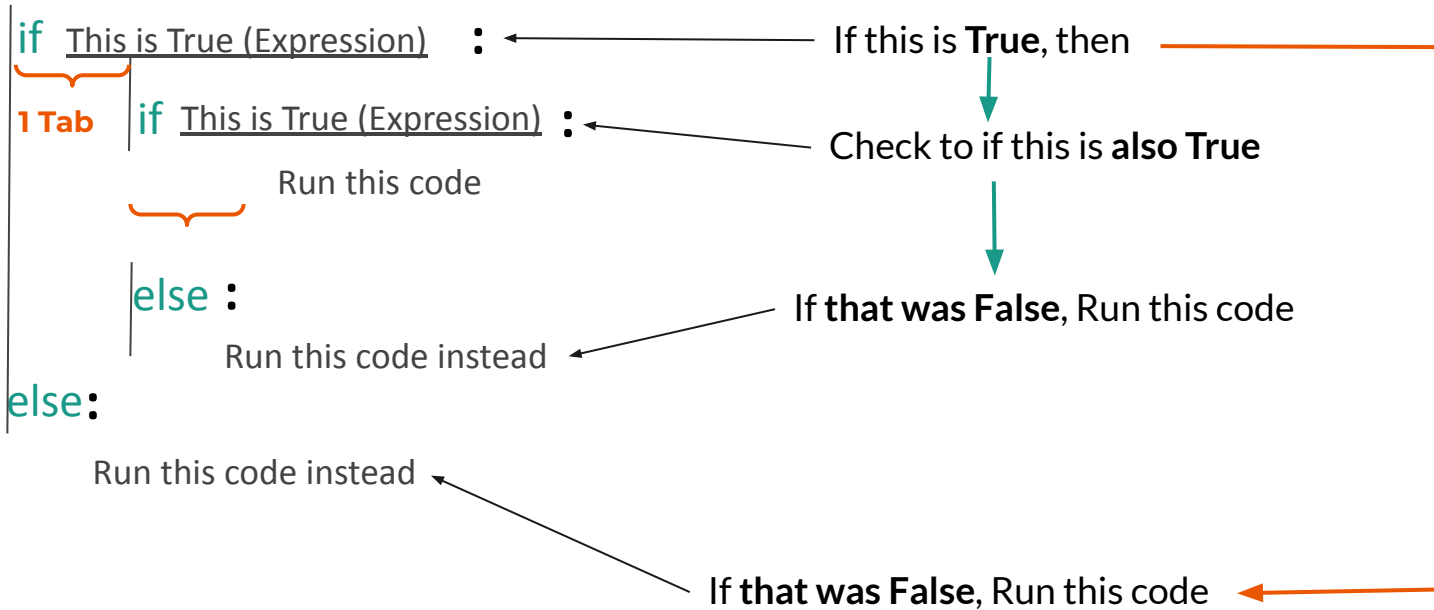 if This is True (Expression) : If this is True, then
1 Tab if This is True (Expression) : Check to if this is also True
Run this code
else : If that was False, Run this code
Run this code instead
else:
Run this code instead
If that was False, Run this code